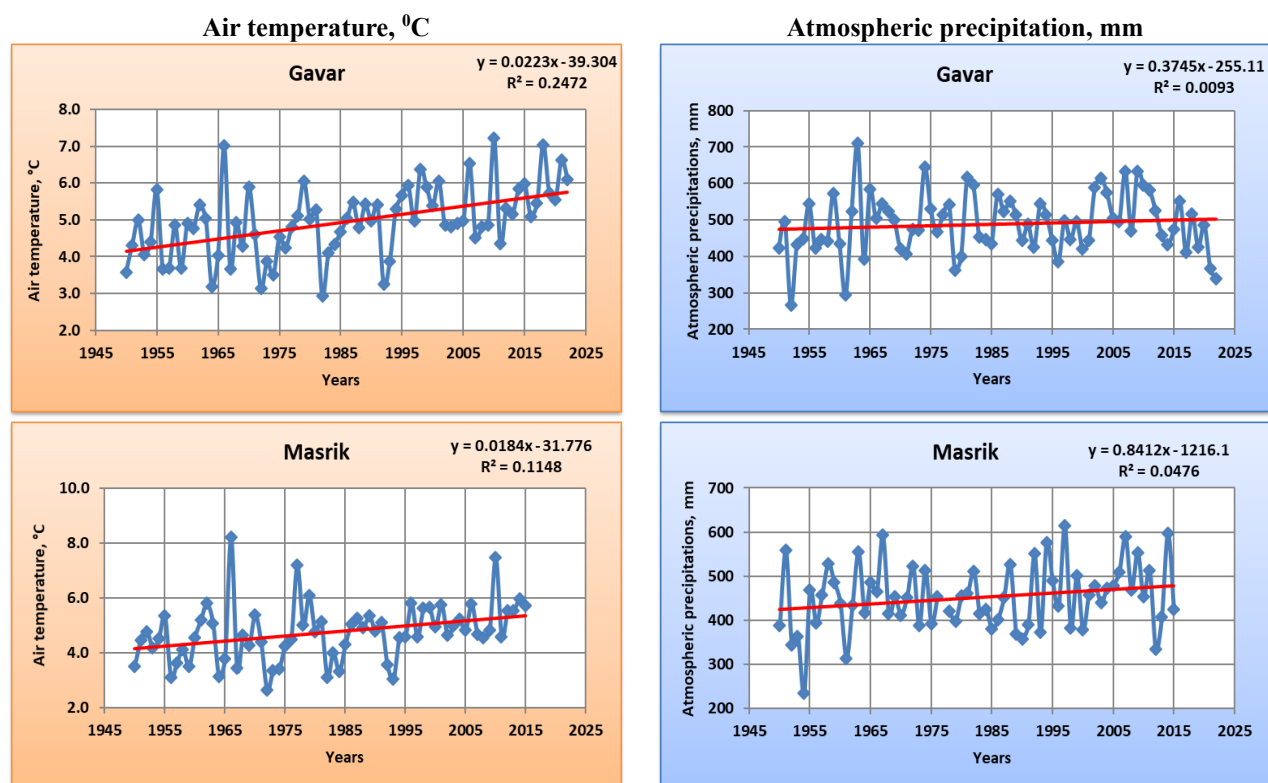 Air temperature, ⁰C
Atmospheric precipitation, mm
Gavar
y = 0.0223x - 39.304
R² = 0.2472
Air temperature, °C
8.0
7.0
6.0
5.0
4.0
3.0
2.0
1945 1955 1965 1975 1985 1995 2005 2015 2025
Years
Gavar
y = 0.3745x - 255.11
R² = 0.0093
Atmospheric precipitations, mm
800
700
600
500
400
300
200
1945 1955 1965 1975 1985 1995 2005 2015 2025
Years
Masrik
y = 0.0184x - 31.776
R² = 0.1148
Air temperature, °C
10.0
8.0
6.0
4.0
2.0
1945 1955 1965 1975 1985 1995 2005 2015 2025
Years
Masrik
y = 0.8412x - 1216.1
R² = 0.0476
Atmospheric precipitations, mm
700
600
500
400
300
200
1945 1955 1965 1975 1985 1995 2005 2015 2025
Years